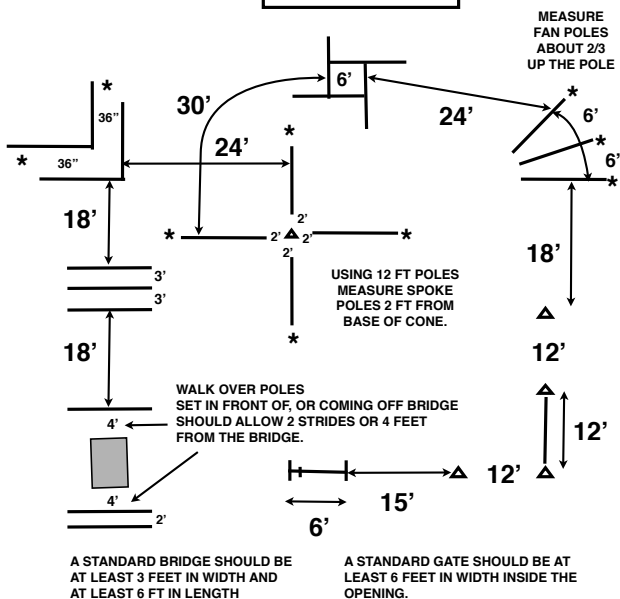 MEASURE
FAN POLES
ABOUT 2/3
UP THE POLE
*
36”
*
36”
30’
6’
24’
*
6’
*
6’
*
24’
*
18’
*
2’
2’
2’
2’
*
18’
3’
3’
USING 12 FT POLES
MEASURE SPOKE
POLES 2 FT FROM
BASE OF CONE.
*
18’
12’
WALK OVER POLES
SET IN FRONT OF, OR COMING OFF BRIDGE
SHOULD ALLOW 2 STRIDES OR 4 FEET
FROM THE BRIDGE.
4’
12’
4’
2’
15’
12’
6’
A STANDARD BRIDGE SHOULD BE
AT LEAST 3 FEET IN WIDTH AND
AT LEAST 6 FT IN LENGTH
A STANDARD GATE SHOULD BE AT
LEAST 6 FEET IN WIDTH INSIDE THE
OPENING.